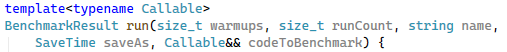 template<typename Callable>
BenchmarkResult run(size_t warmups, size_t runCount, string name,
SaveTime saveAs, Callable&& codeToBenchmark) {